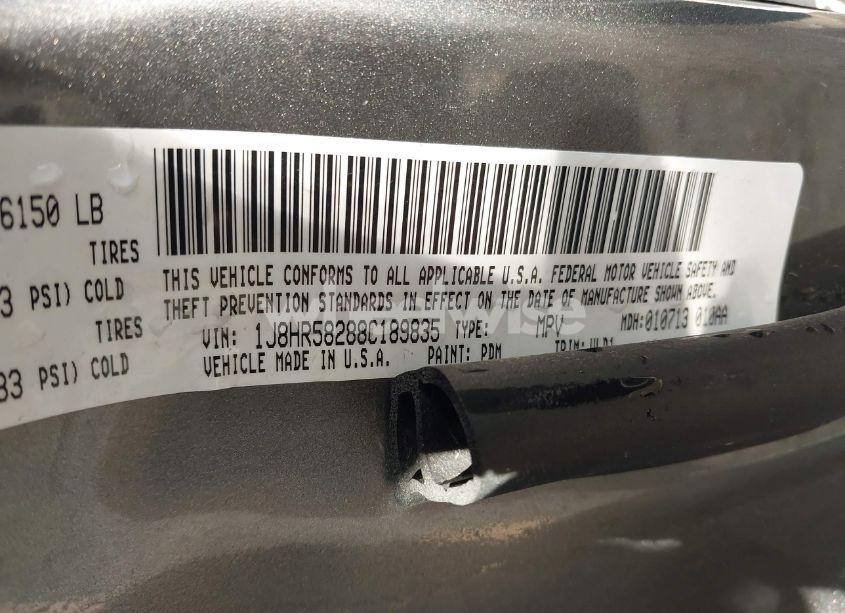 6150 LB
TIRES
3 PSI) COLD
TIRES
33 PSI) COLD
THIS VEHICLE CONFORMS TO ALL APPLICABLE U.S.A. FEDERAL MOTOR VEHICLE SAFETY AND
THEFT PREVENTION STANDARDS IN EFFECT ON THE DATE OF MANUFACTURE SHOWN ABOVE.
VIN: 1J8HR58288C189835 TYPE: MPV MDH:010713 010AA
VEHICLE MADE IN U.S.A. PAINT: PDM TRIM: